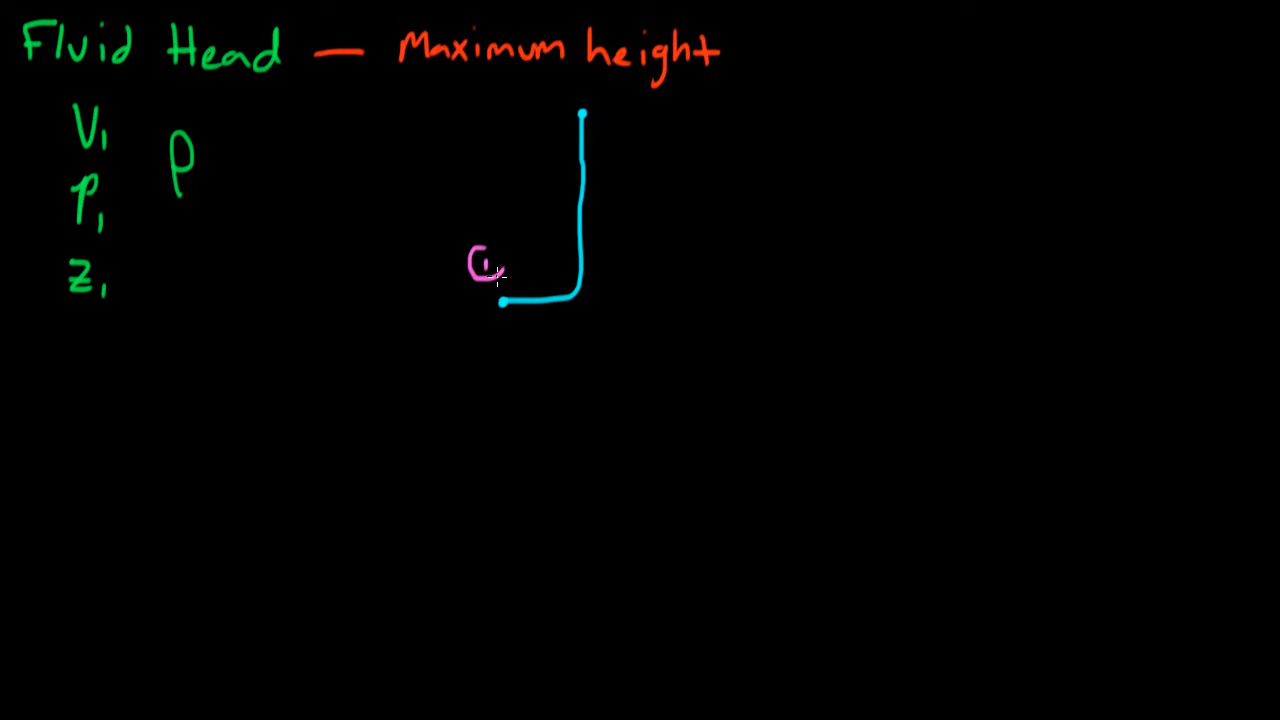 Fluid Head — Maximum height
V₁ ρ
P₁
z₁
①